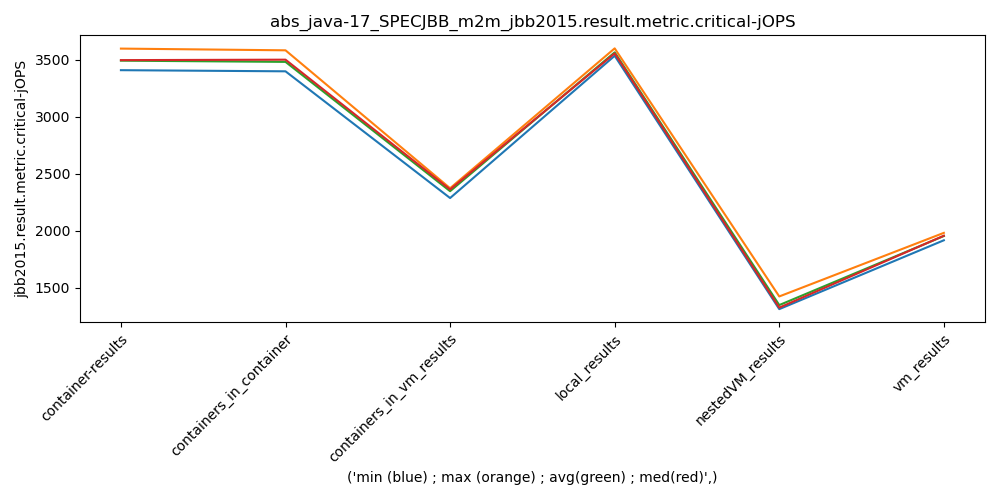 abs_java-17_SPECJBB_m2m_jbb2015.result.metric.critical-jOPS
jbb2015.result.metric.critical-jOPS
3500
3000
2500
2000
1500
container-results
containers_in_container
containers_in_vm_results
local_results
nestedVM_results
vm_results
('min (blue) ; max (orange) ; avg(green) ; med(red)',)